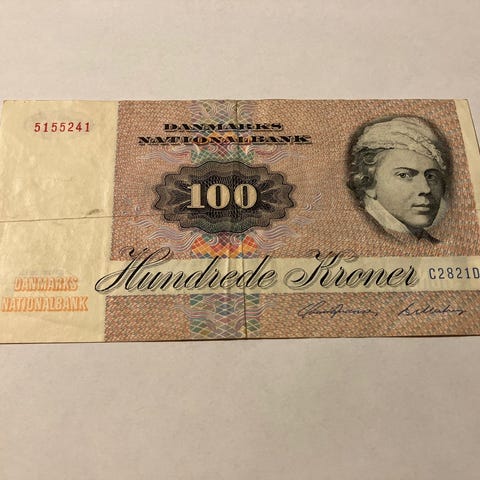 5155241
DANMARKS
NATIONALBANK
100
Hundrede Kroner
C2821D
DANMARKS
NATIONALBANK